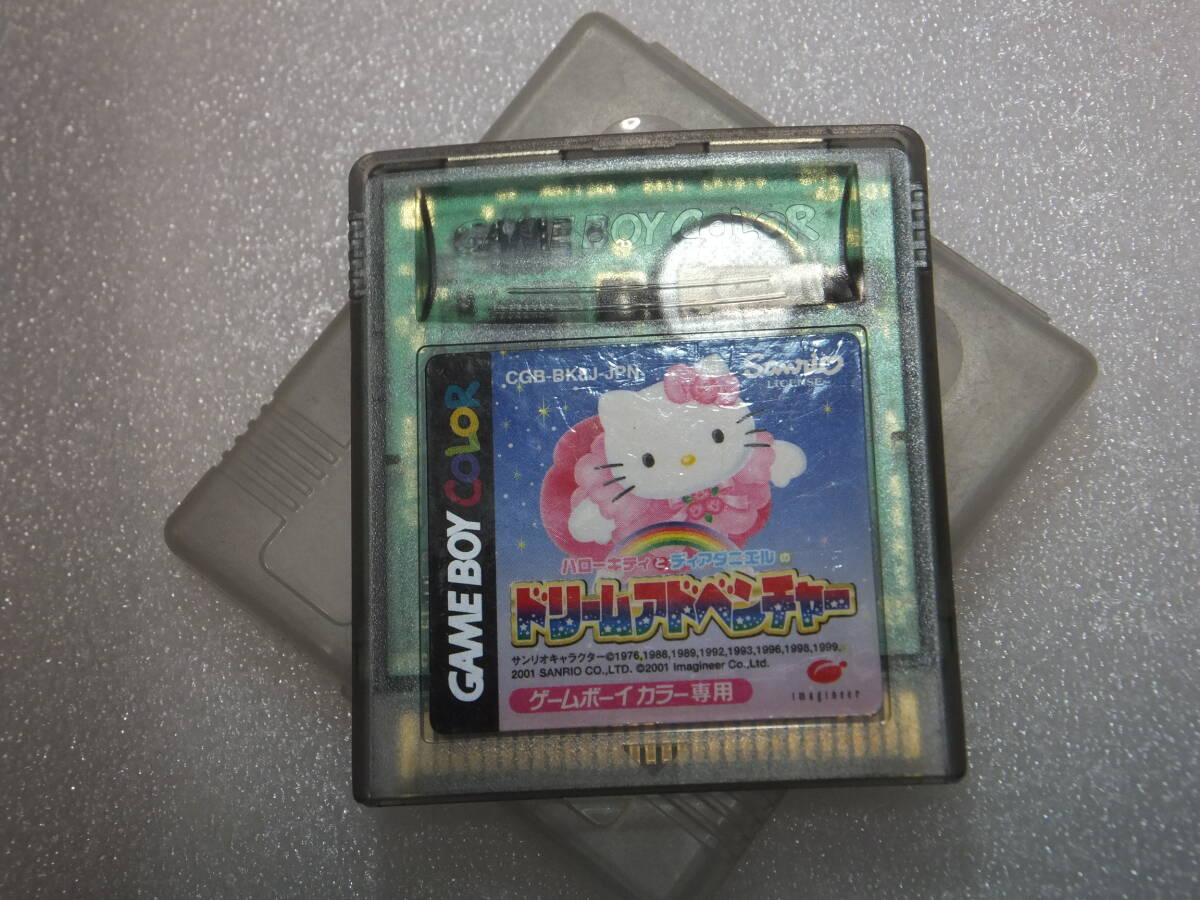 GAME BOY COLOR
CGB-BK8J-JPN
Sanrio
LICENSE
GAME BOY COLOR
ハローキティとディアダニエルの
ドリームアドベンチャー
サンリオキャラクター©1976,1988,1989,1992,1993,1996,1998,1999,
2001 SANRIO CO.,LTD. ©2001 Imagineer Co.,Ltd.
ゲームボーイ カラー専用
imagineer